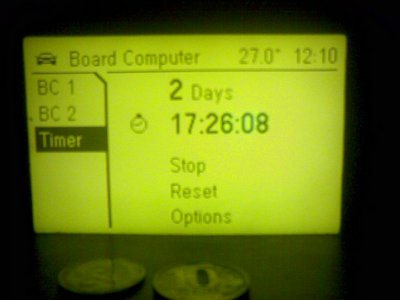 Board Computer 27.0° 12:10
BC 1
BC 2
Timer
2 Days
17:26:08
Stop
Reset
Options